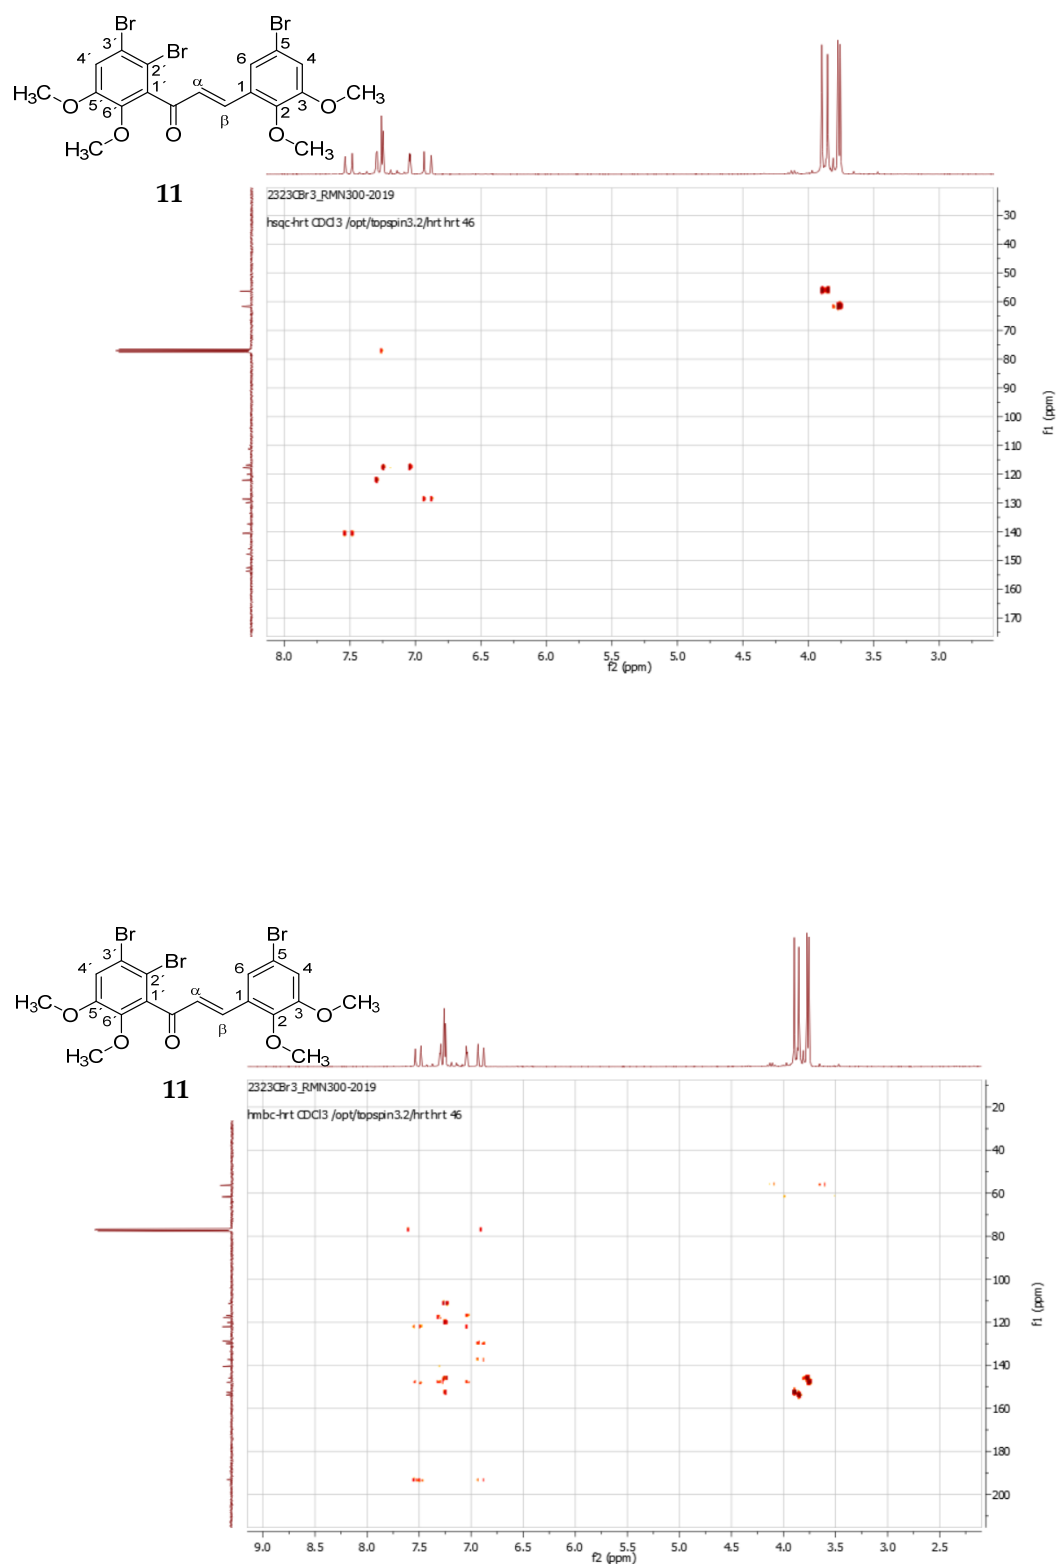 Br
Br
Br
3´
5
4´
2´
6
4
1´
α
1
H₃CO
5´
6´
β
2
3
O
CH₃
O
O
O
H₃C
CH₃
11
2323CBr3_RMN300-2019
hsqc-hrt CDCl3 /opt/topspin3.2/hrt hrt 46
30
40
50
60
70
80
90
100
110
120
130
140
150
160
170
f1 (ppm)
8.0 7.5 7.0 6.5 6.0 5.5 5.0 4.5 4.0 3.5 3.0
f2 (ppm)
Br
Br
Br
3´
5
4´
2´
6
4
1´
α
1
H₃CO
5´
6´
β
2
3
O
CH₃
O
O
O
H₃C
CH₃
11
2323CBr3_RMN300-2019
hmbc-hrt CDCl3 /opt/topspin3.2/hrt hrt 46
20
40
60
80
100
120
140
160
180
200
f1 (ppm)
9.0 8.5 8.0 7.5 7.0 6.5 6.0 5.5 5.0 4.5 4.0 3.5 3.0 2.5
f2 (ppm)